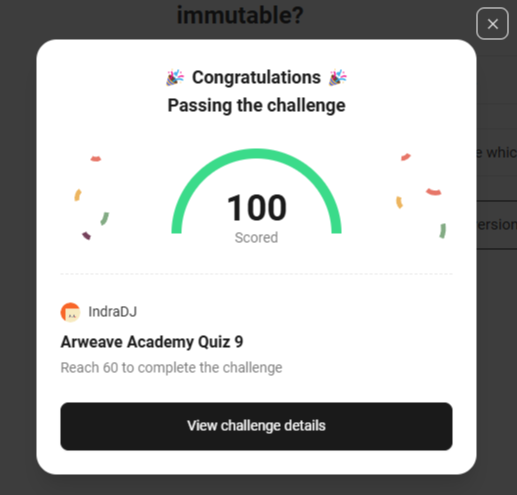 immutable?
🎉 Congratulations 🎉
Passing the challenge
e whic
ersion
100
Scored
IndraDJ
Arweave Academy Quiz 9
Reach 60 to complete the challenge
View challenge details